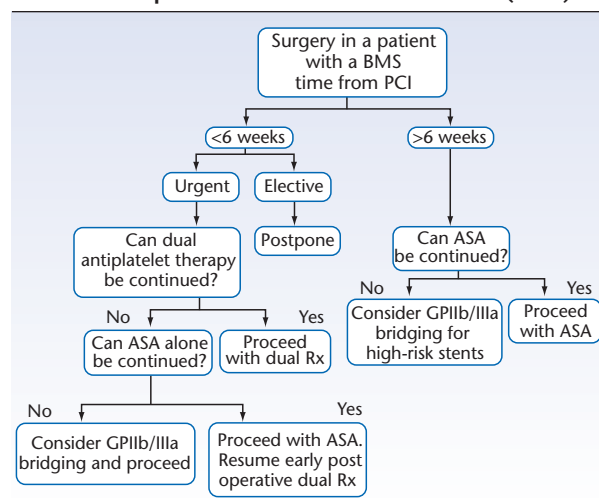 Surgery in a patient
with a BMS
time from PCI
<6 weeks
>6 weeks
Urgent
Elective
Can dual
antiplatelet therapy
be continued?
Postpone
Can ASA
be continued?
No
Yes
No
Yes
Can ASA alone
be continued?
Proceed
with dual Rx
Consider GPIIb/IIIa
bridging for
high-risk stents
Proceed
with ASA
No
Yes
Consider GPIIb/IIIa
bridging and proceed
Proceed with ASA.
Resume early post
operative dual Rx